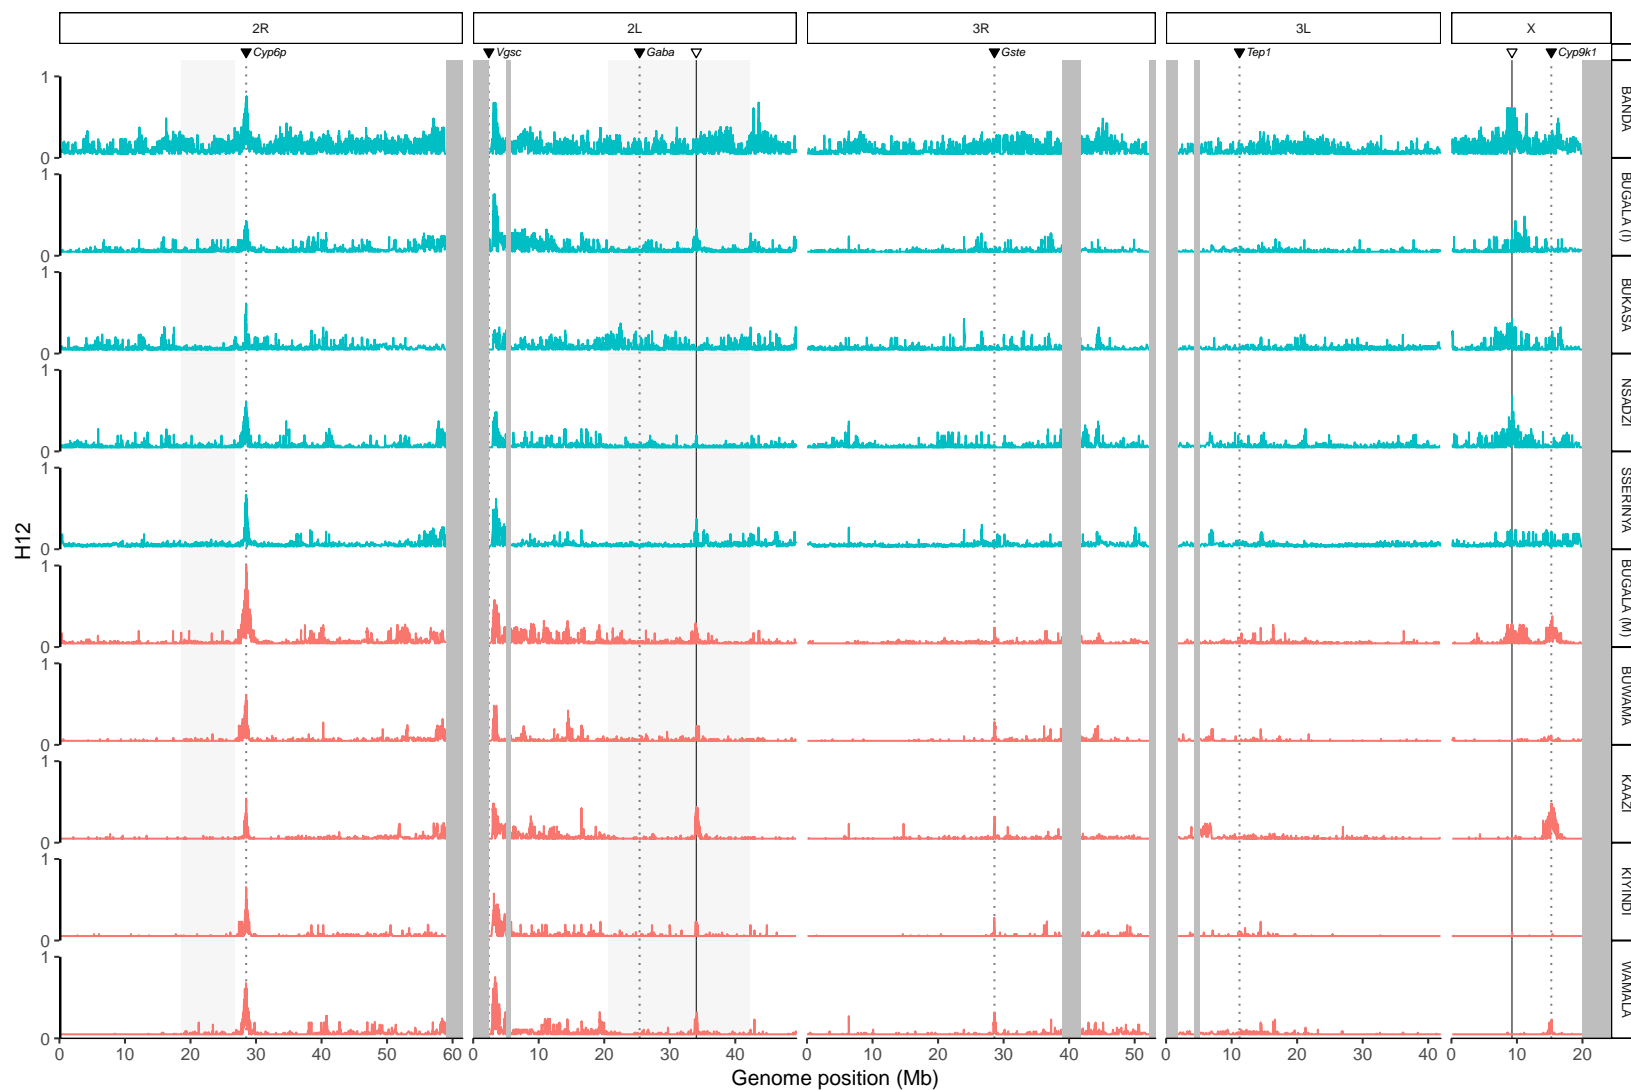 2R 2L 3R 3L X
Cyp6p Vgsc Gaba Gste Tep1 Cyp9k1
1
0
BANDA
1
0
BUGALA (I)
1
0
BUKASA
1
0
NSADZI
1
0
SSERINYA
1
0
BUGALA (M)
1
0
BUWAMA
1
0
KAAZI
1
0
KIYINDI
1
0
WAMALA
H12
0 10 20 30 40 50 60 0 10 20 30 40 0 10 20 30 40 50 0 10 20 30 40 0 10 20
Genome position (Mb)